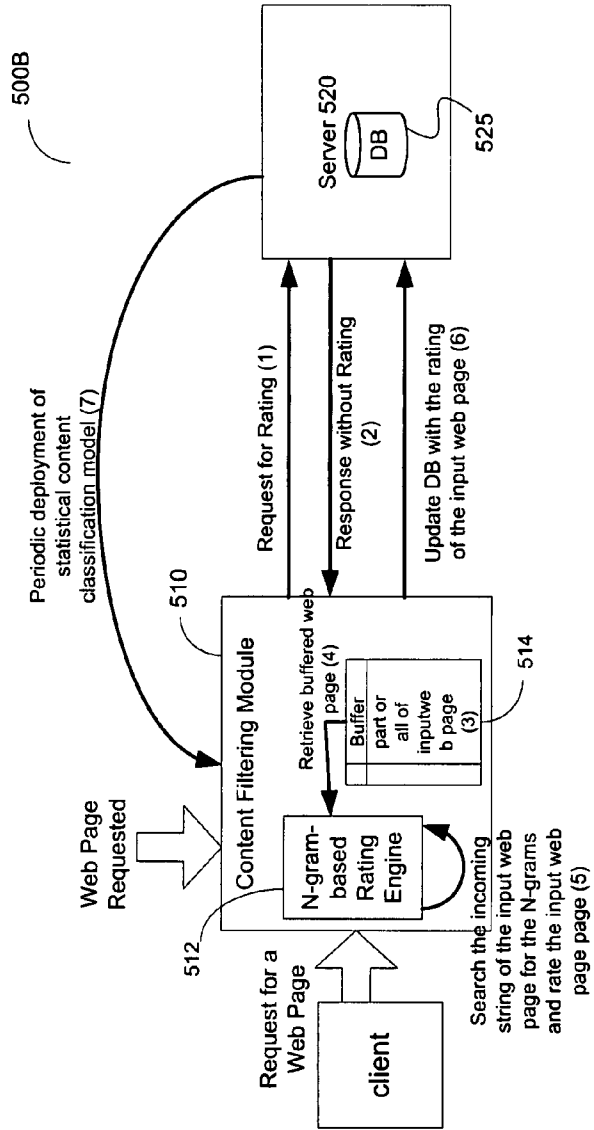 500B
Periodic deployment of
statistical content
classification model (7)
Web Page
Requested
510
Content Filtering Module
Request for Rating (1)
Response without Rating
(2)
Update DB with the rating
of the input web page (6)
Server 520
DB
525
Request for a
Web Page
client
512
N-gram-
based
Rating
Engine
Retrieve buffered web
page (4)
Buffer
part or
all of
inputwe
b page
(3)
514
Search the incoming
string of the input web
page for the N-grams
and rate the input web
page page (5)